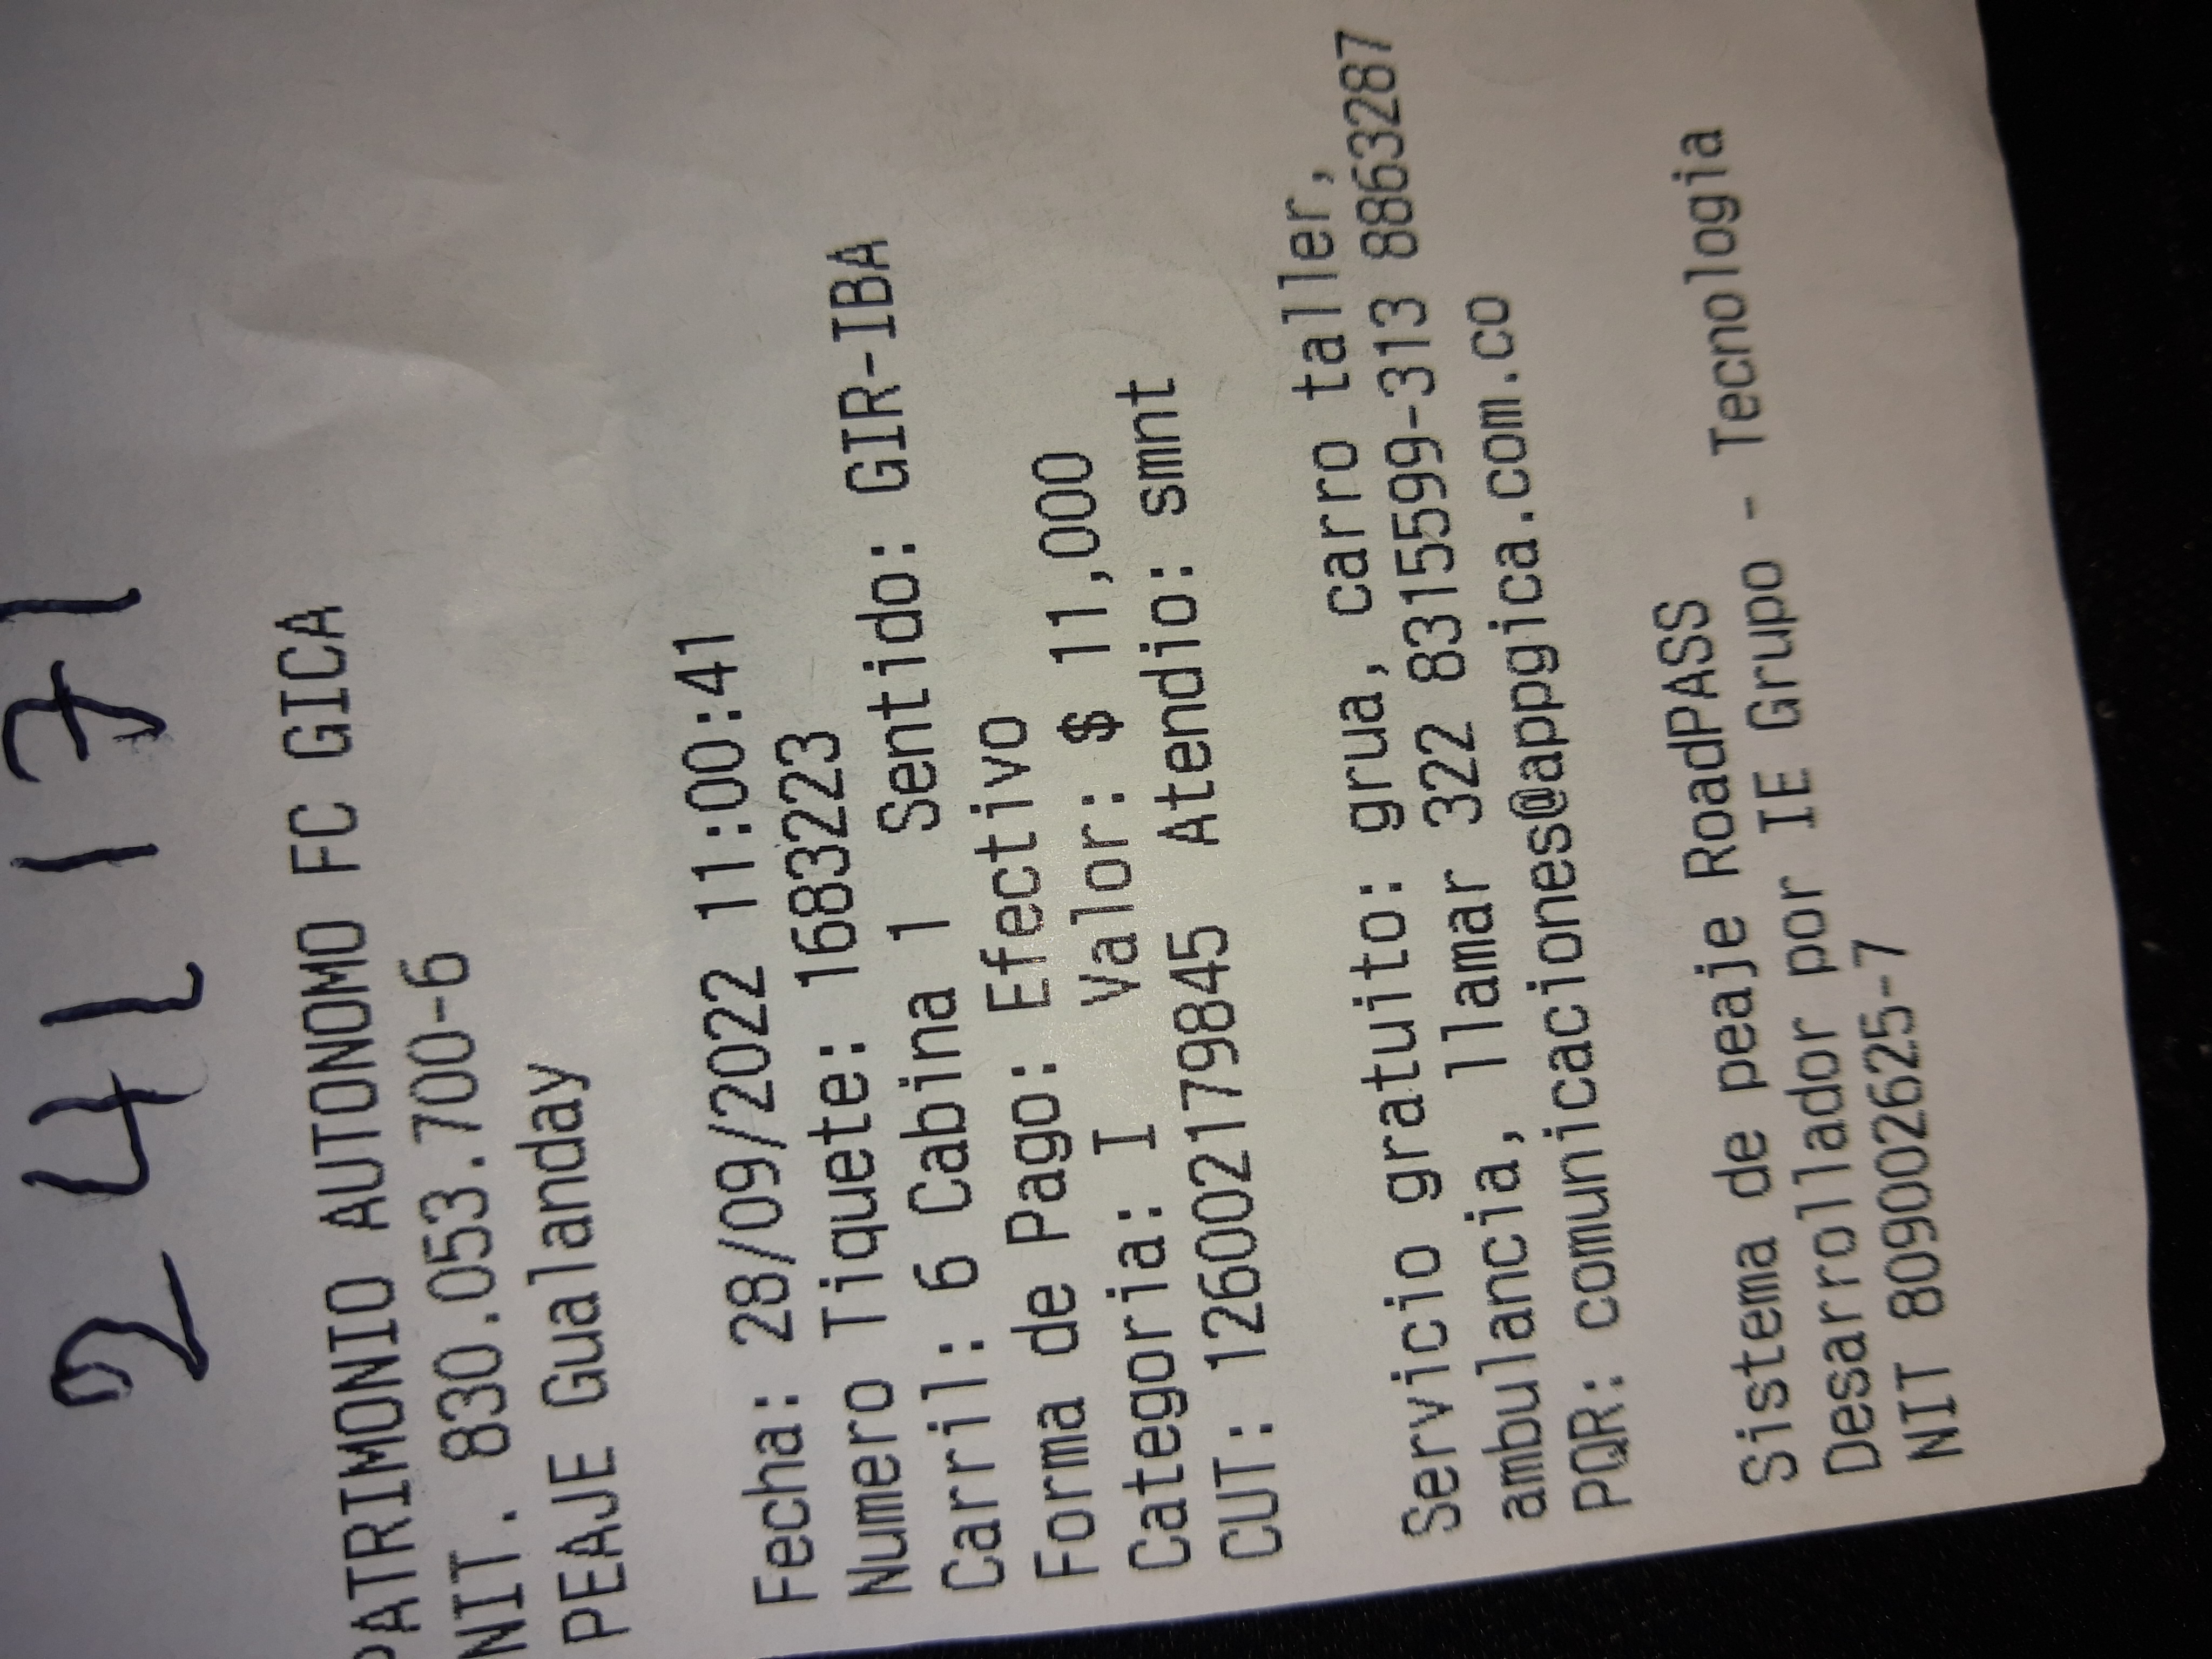 241171
PATRIMONIO AUTONOMO FC GICA
NIT. 830.053.700-6
PEAJE Gualanday
Fecha: 28/09/2022 11:00:41
Numero Tiquete: 1683223
Carril: 6 Cabina 1 Sentido: GIR-IBA
Forma de Pago: Efectivo
Categoria: I Valor: $ 11,000
CUT: 1260021798​45 Atendio: smnt
Servicio gratuito: grua, carro taller,
ambulancia, llamar 322 8315599-313 8863287
PQR: comunicaciones@appgica.com.co
Sistema de peaje RoadPASS
Desarrollador por IE Grupo - Tecnologia
NIT 809002625-7